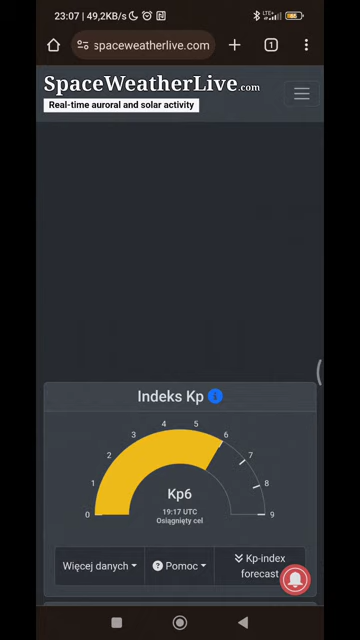 23:07 | 49,2KB/s
spaceweatherlive.com
1
SpaceWeatherLive.com
Real-time auroral and solar activity
Indeks Kp
0
1
2
3
4
5
6
7
8
9
Kp6
19:17 UTC
Osiągnięty cel
Więcej danych
Pomoc
Kp-index
forecast